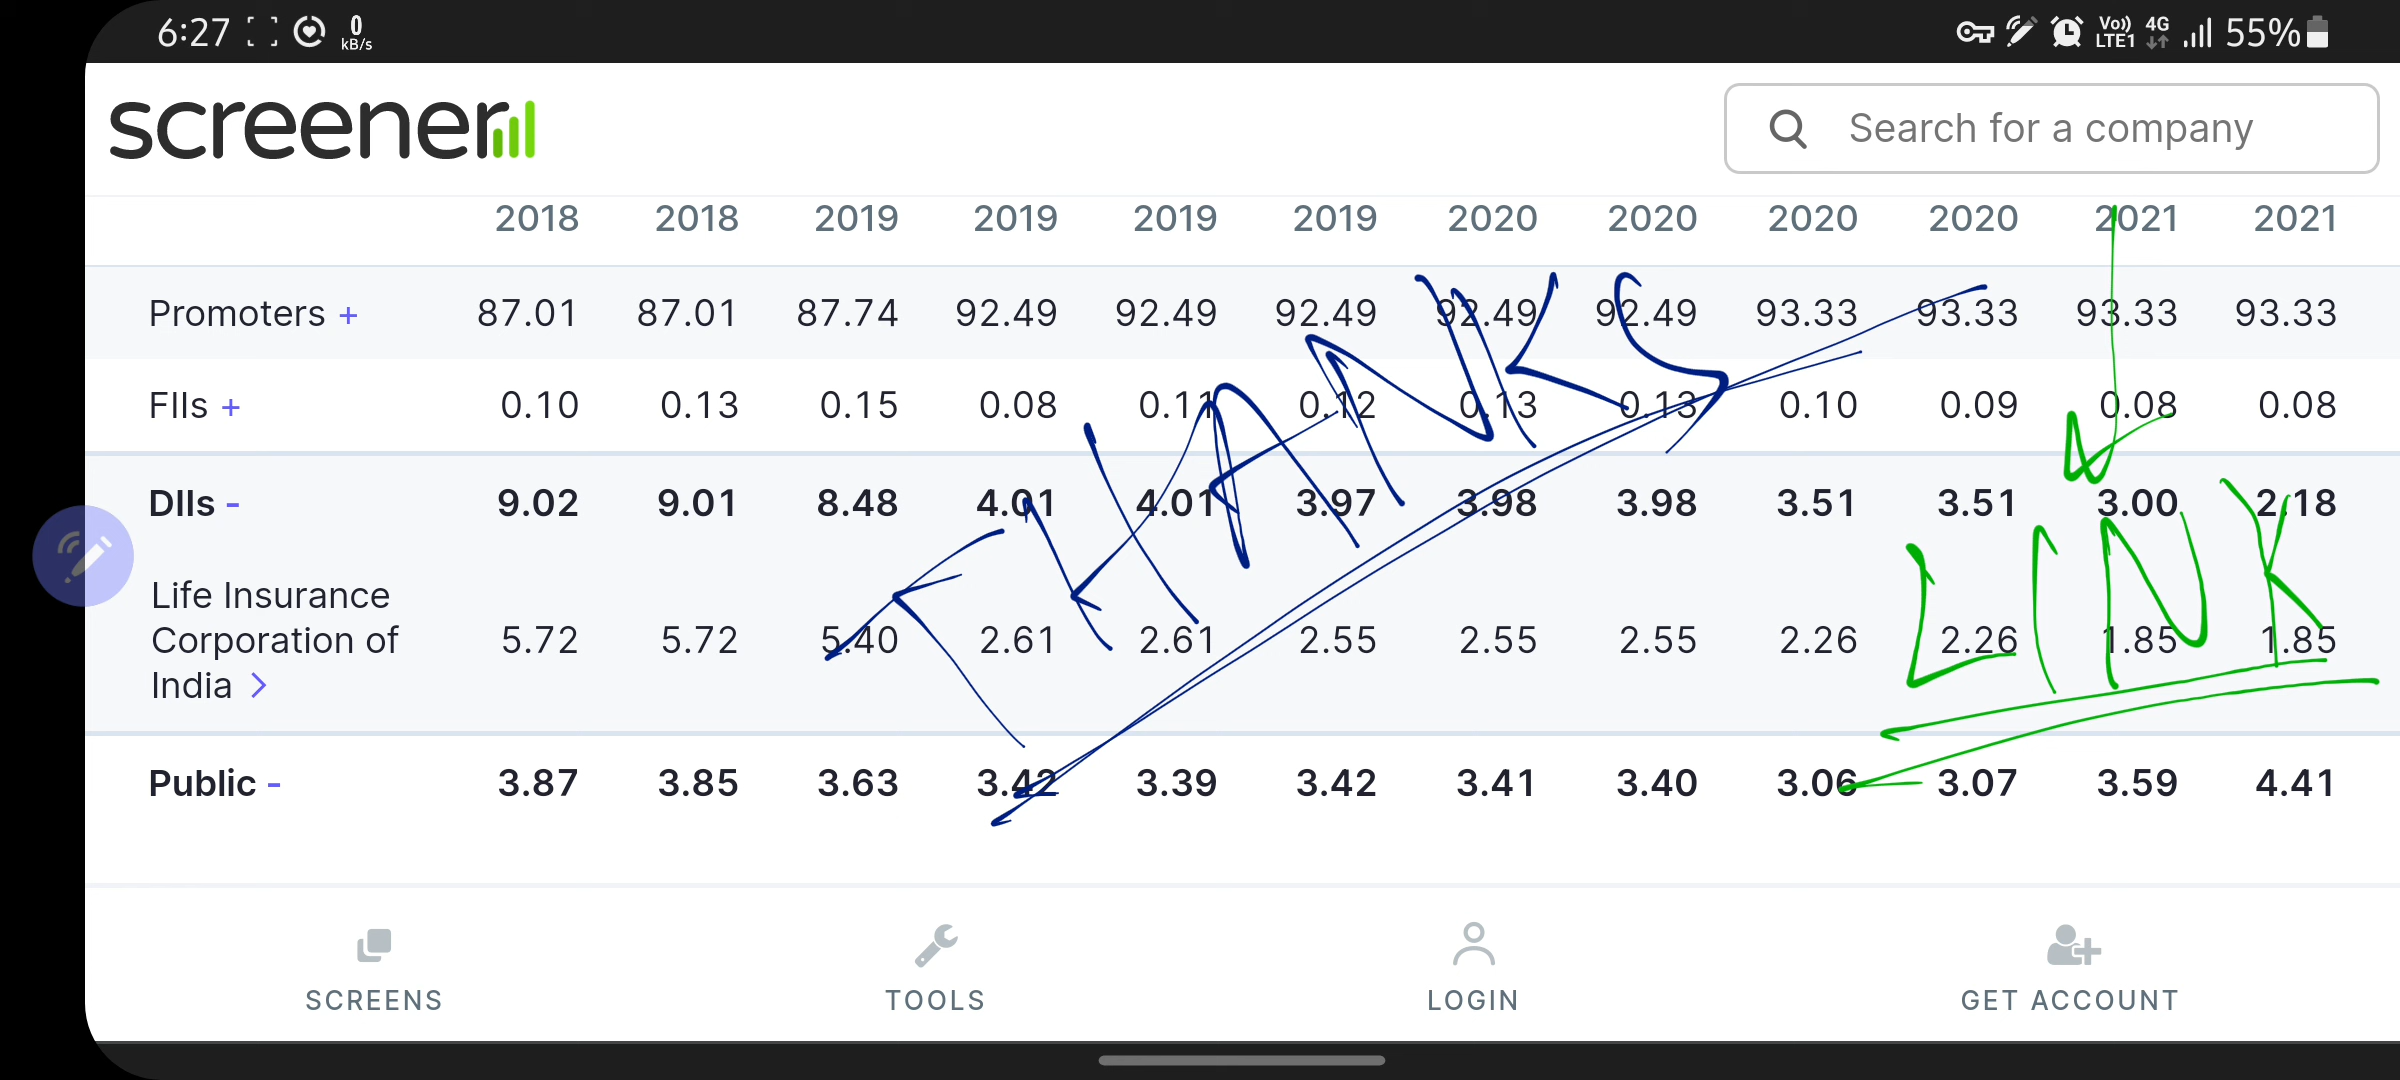 6:27 0 kB/s Vo)) LTE1 4G 55%
screener Search for a company
2018 2018 2019 2019 2019 2019 2020 2020 2020 2020 2021 2021
Promoters + 87.01 87.01 87.74 92.49 92.49 92.49 92.49 92.49 93.33 93.33 93.33 93.33
FIIs + 0.10 0.13 0.15 0.08 0.11 0.12 0.13 0.13 0.10 0.09 0.08 0.08
DIIs - 9.02 9.01 8.48 4.01 4.01 3.97 3.98 3.98 3.51 3.51 3.00 2.18
Life Insurance
Corporation of 5.72 5.72 5.40 2.61 2.61 2.55 2.55 2.55 2.26 2.26 1.85 1.85
India >
Public - 3.87 3.85 3.63 3.42 3.39 3.42 3.41 3.40 3.06 3.07 3.59 4.41
THANKS
LINK
SCREENS TOOLS LOGIN GET ACCOUNT